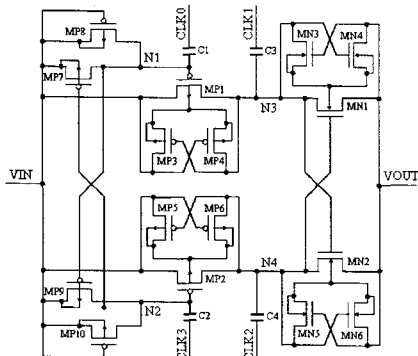 CLK0
CLK1
MP8
N1
C1
C3
MN3
MN4
MP7
MP1
N3
MN1
MP3
MP4
VIN
VOUT
MP5
MP6
MP9
MP2
N4
MN2
MP10
N2
C2
C4
MN5
MN6
CLK3
CLK2